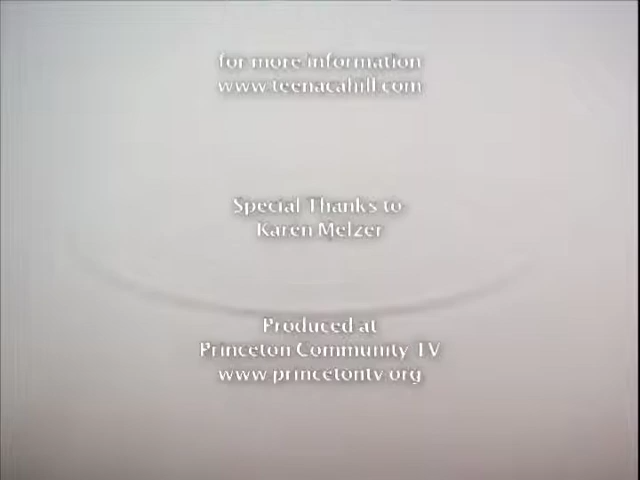 for more information
www.teenacahill.com
Special Thanks to
Karen Melzer
Produced at
Princeton Community TV
www.princetontv.org